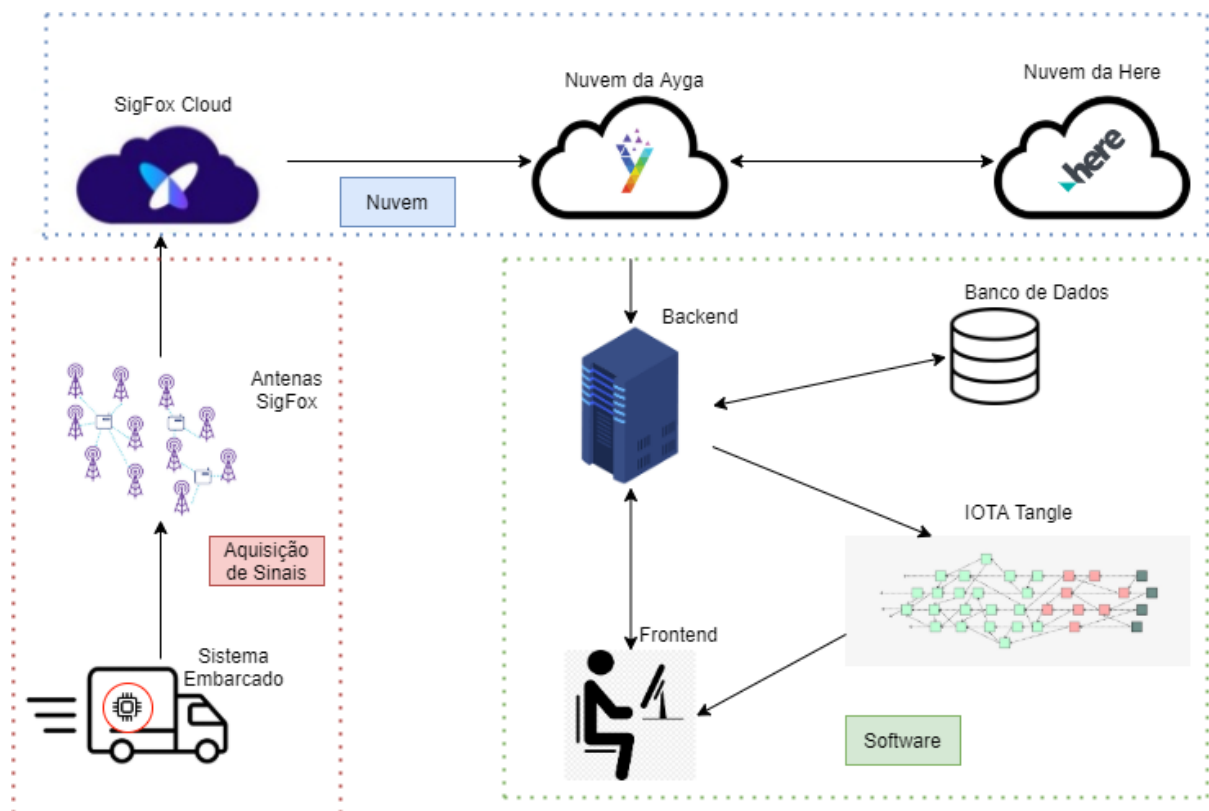 SigFox Cloud
Nuvem da Ayga
Nuvem da Here
here
Nuvem
Antenas
SigFox
Aquisição
de Sinais
Sistema
Embarcado
Backend
Banco de Dados
IOTA Tangle
Frontend
Software